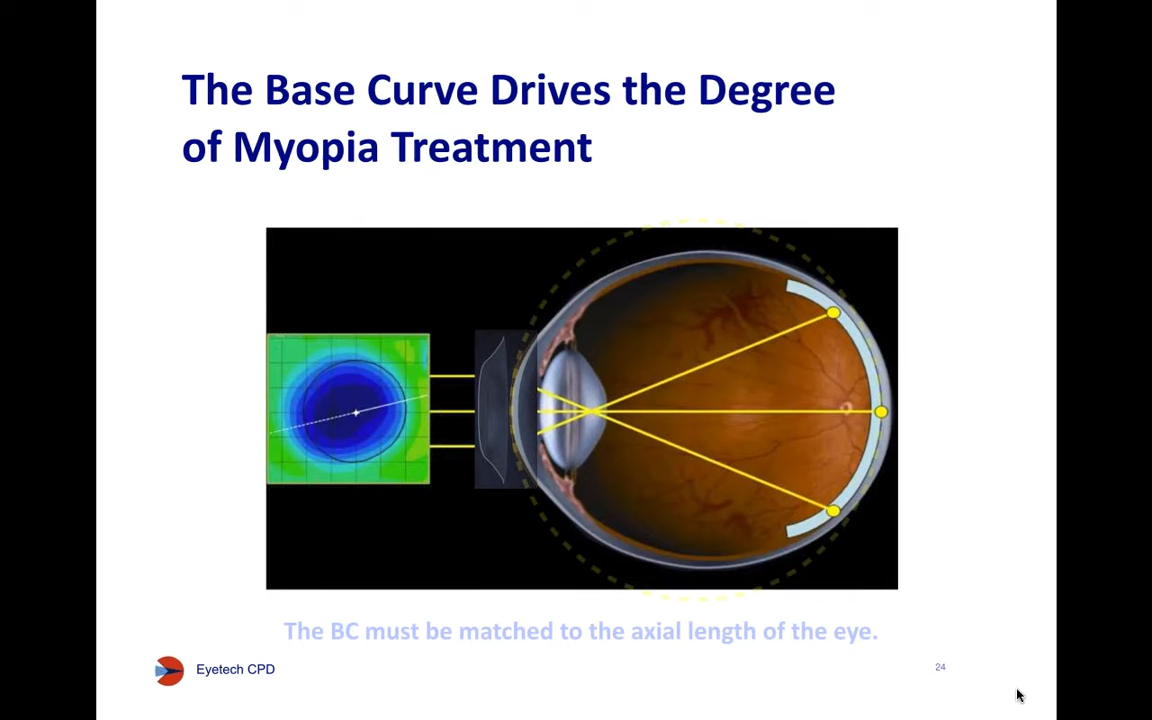 The Base Curve Drives the Degree
of Myopia Treatment
The BC must be matched to the axial length of the eye.
Eyetech CPD
24